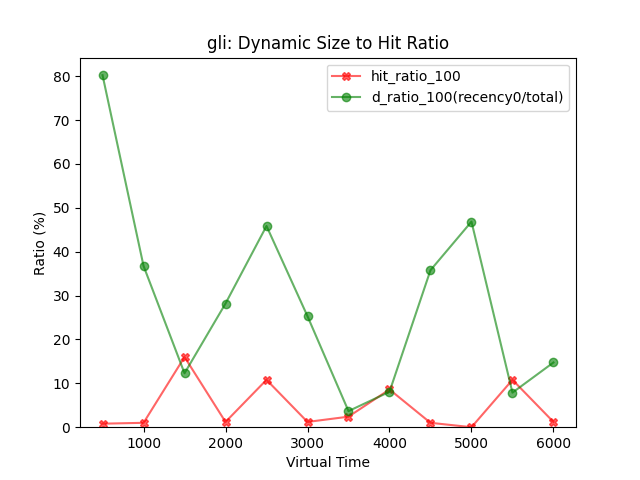 gli: Dynamic Size to Hit Ratio
hit_ratio_100
d_ratio_100(recency0/total)
80
70
60
50
40
30
20
10
0
Ratio (%)
1000 2000 3000 4000 5000 6000
Virtual Time